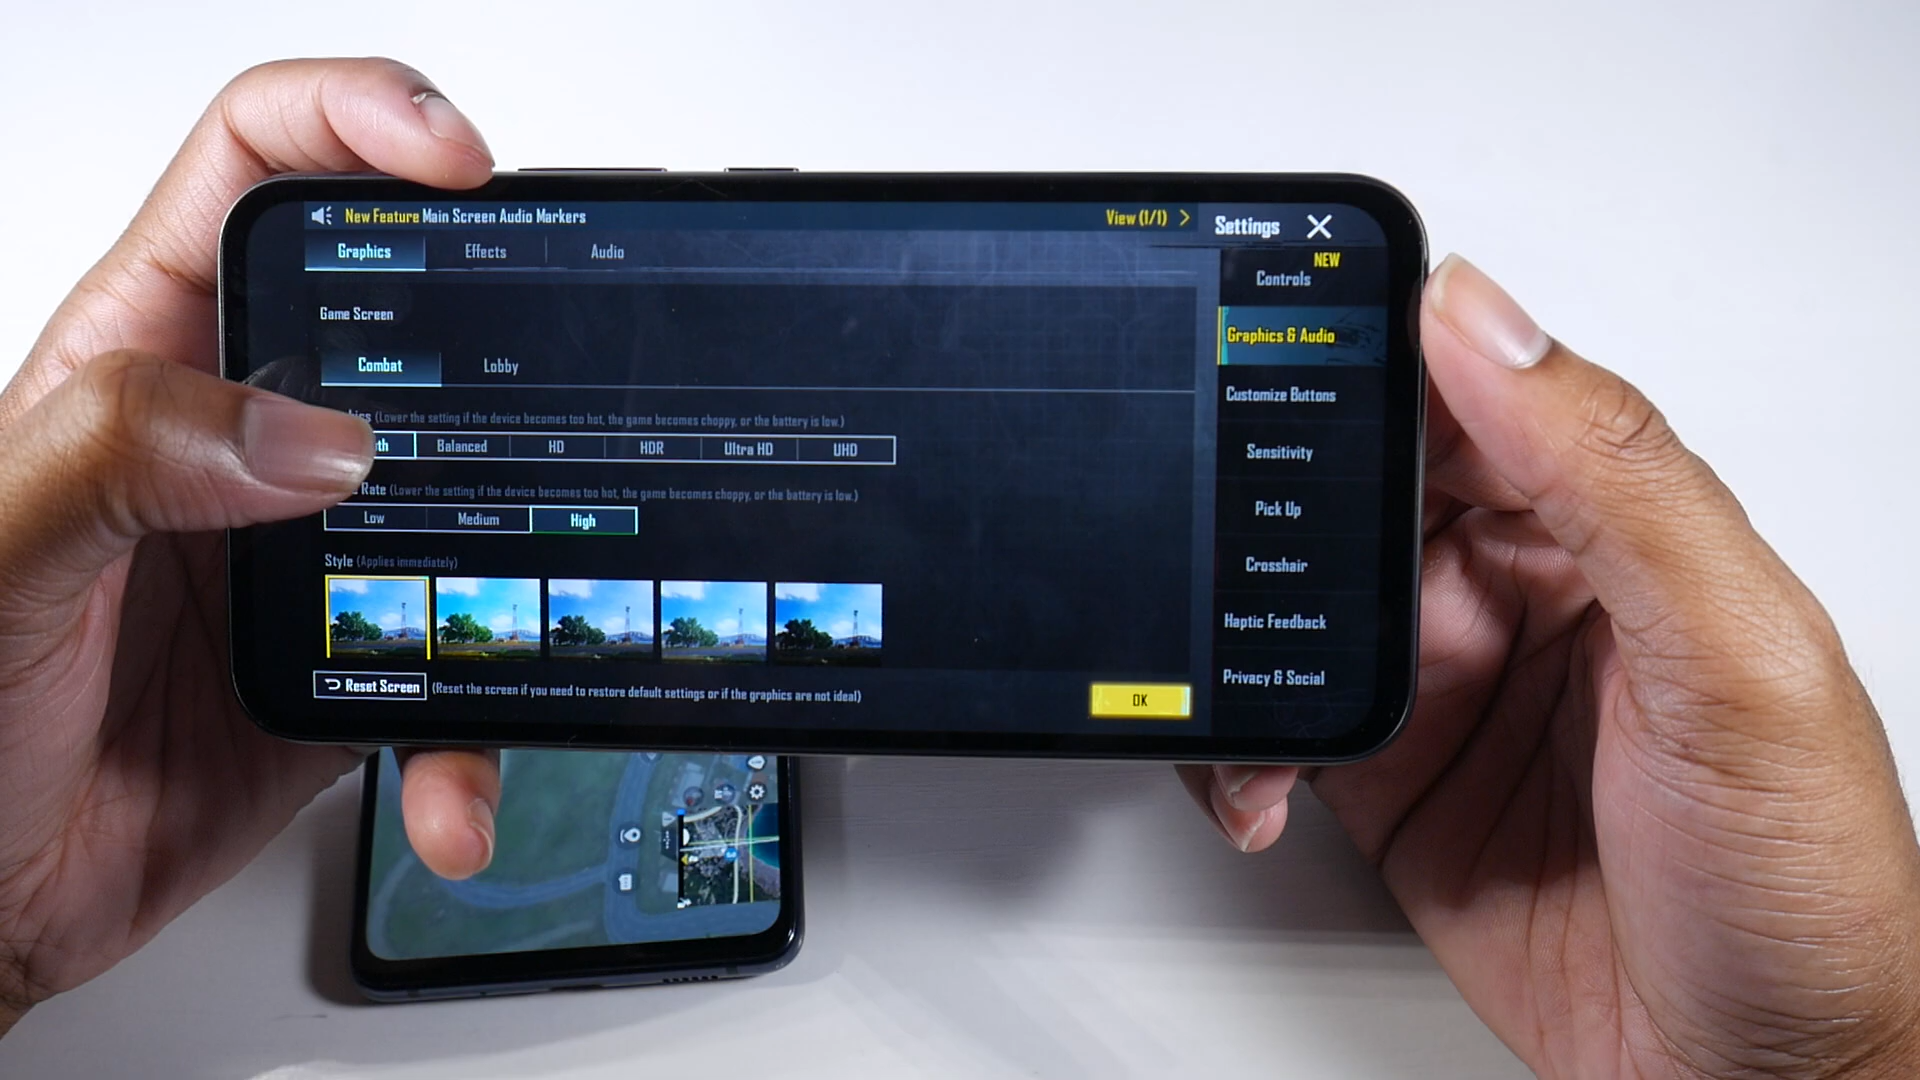 New Feature Main Screen Audio Markers
View (1/1)
Settings
Graphics
Effects
Audio
NEW
Controls
Game Screen
Graphics & Audio
Combat
Lobby
Customize Buttons
(Lower the setting if the device becomes too hot, the game becomes choppy, or the battery is low.)
Balanced
HD
HDR
Ultra HD
UHD
Sensitivity
Rate (Lower the setting if the device becomes too hot, the game becomes choppy, or the battery is low.)
Low
Medium
High
Pick Up
Style (Applies immediately)
Crosshair
Haptic Feedback
Reset Screen (Reset the screen if you need to restore default settings or if the graphics are not ideal)
OK
Privacy & Social